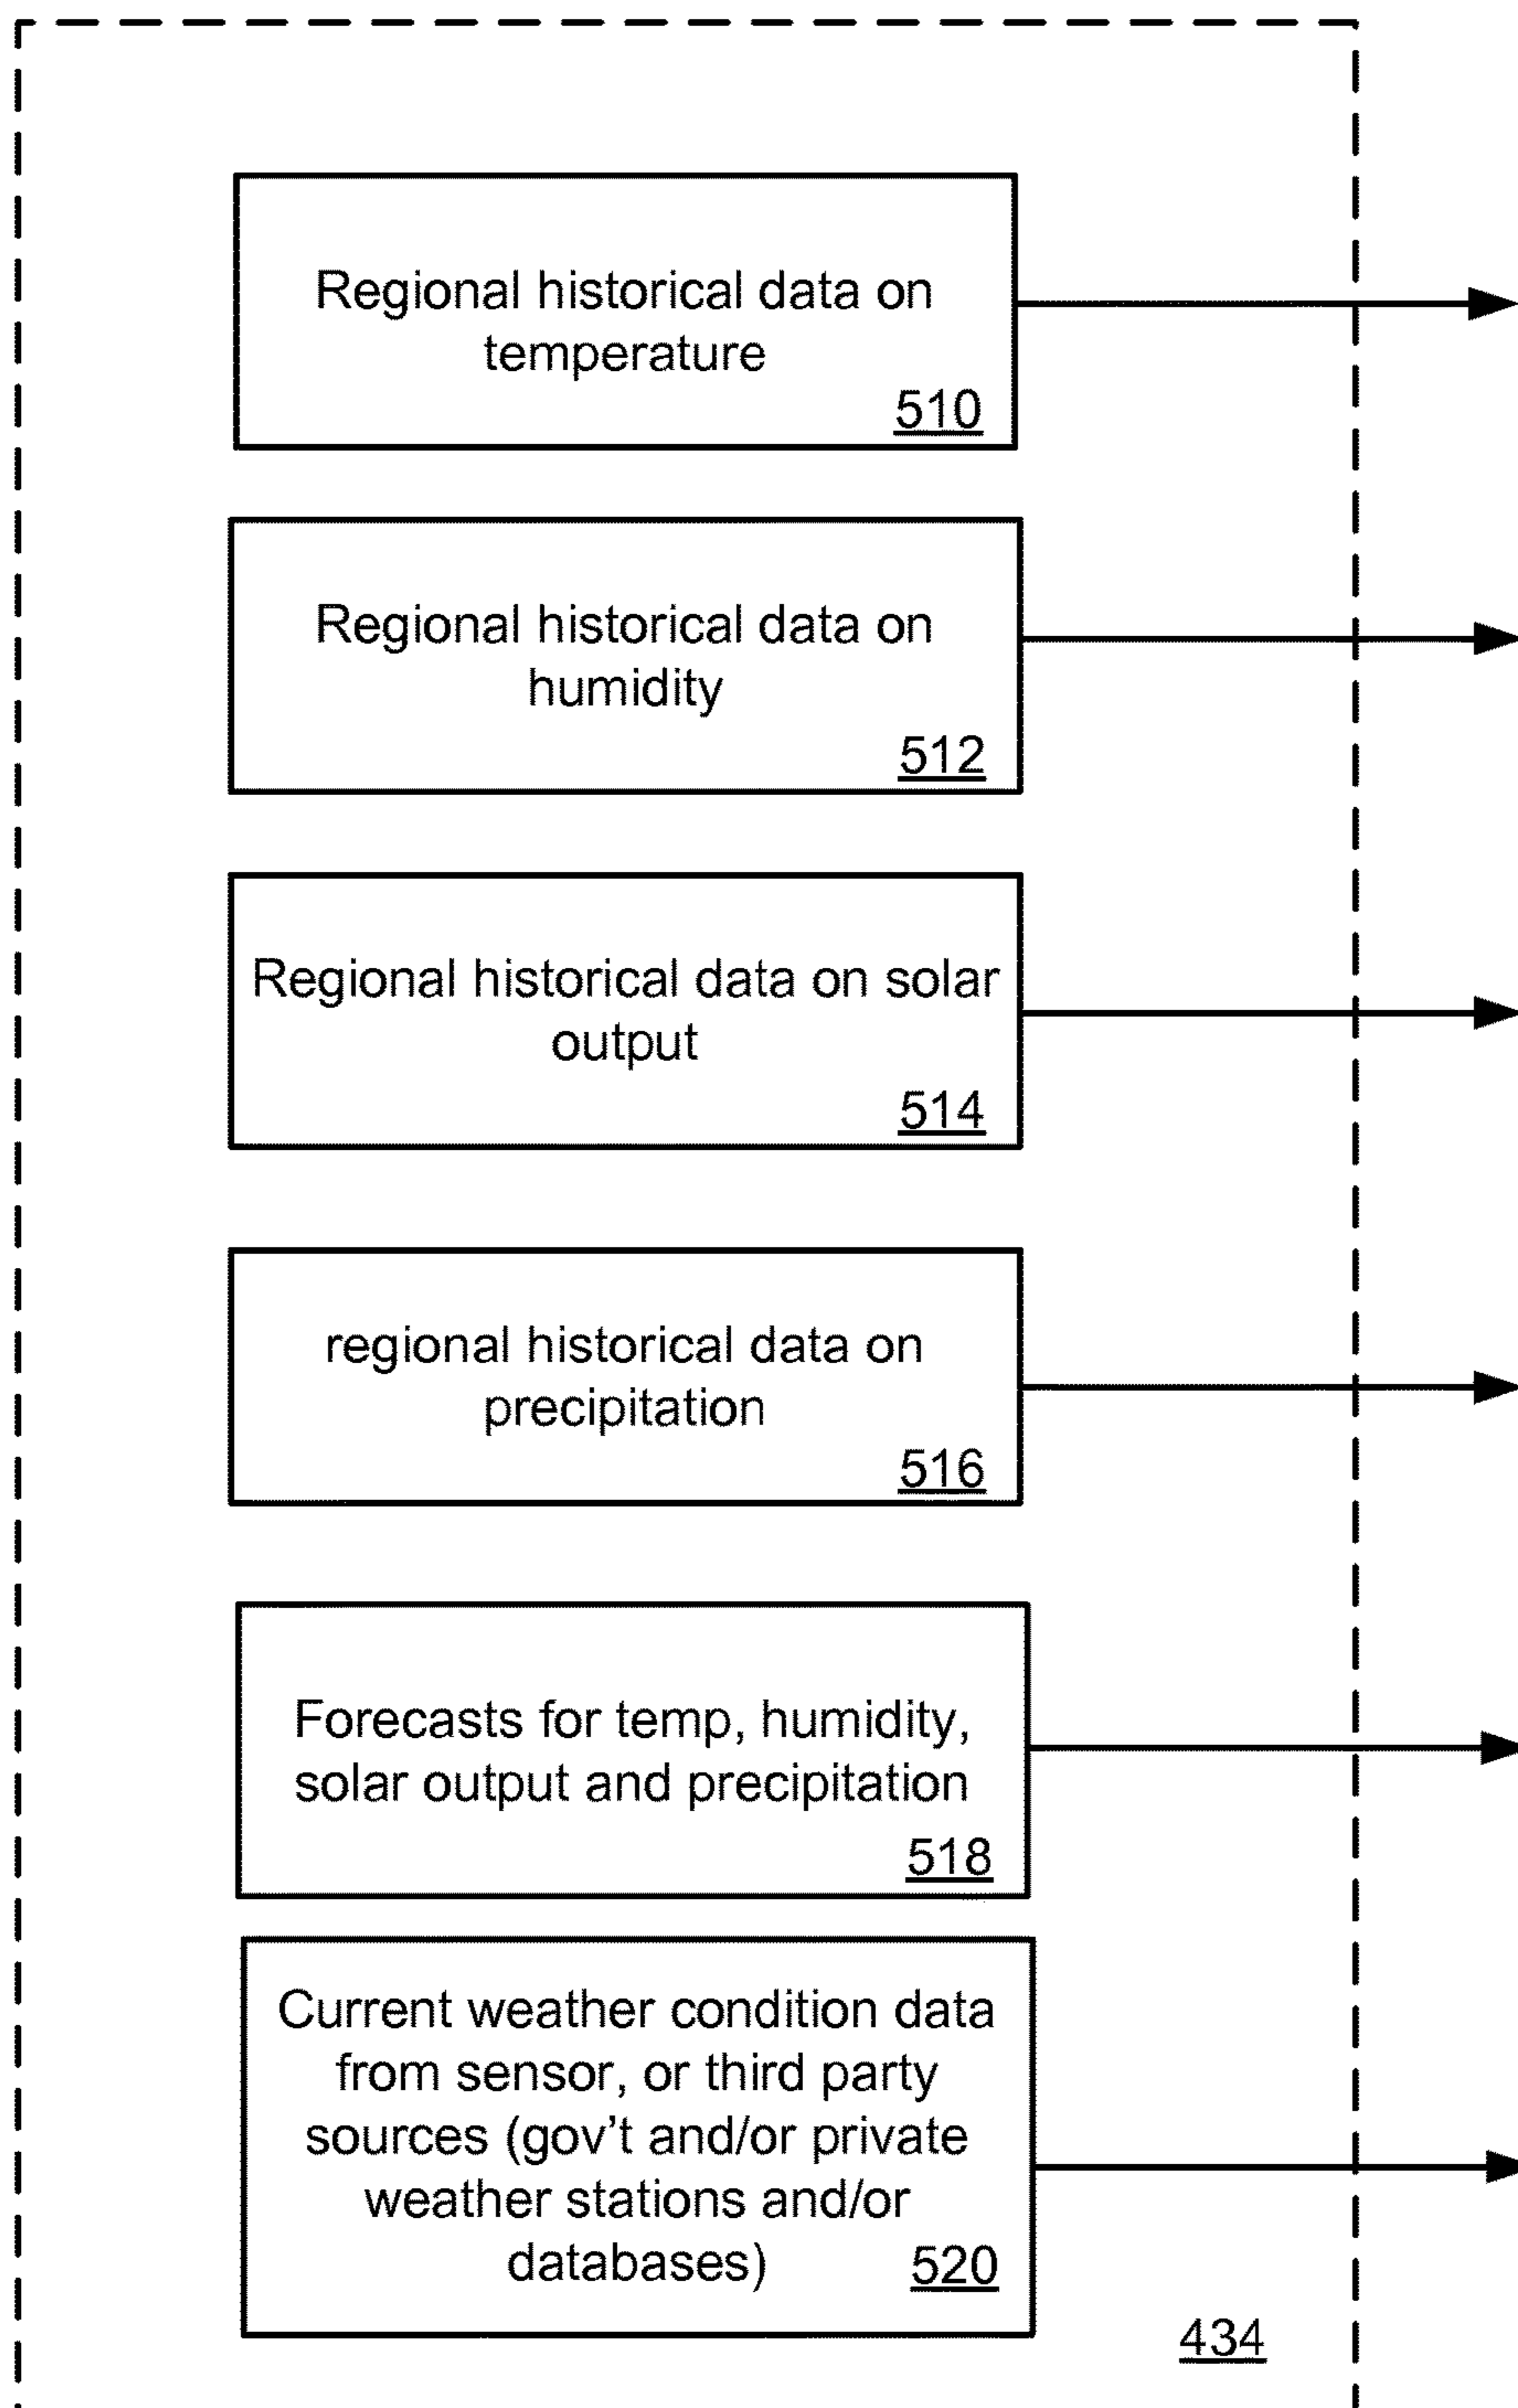 Regional historical data on
temperature
510
Regional historical data on
humidity
512
Regional historical data on solar
output
514
regional historical data on
precipitation
516
Forecasts for temp, humidity,
solar output and precipitation
518
Current weather condition data
from sensor, or third party
sources (gov't and/or private
weather stations and/or
databases) 520
434